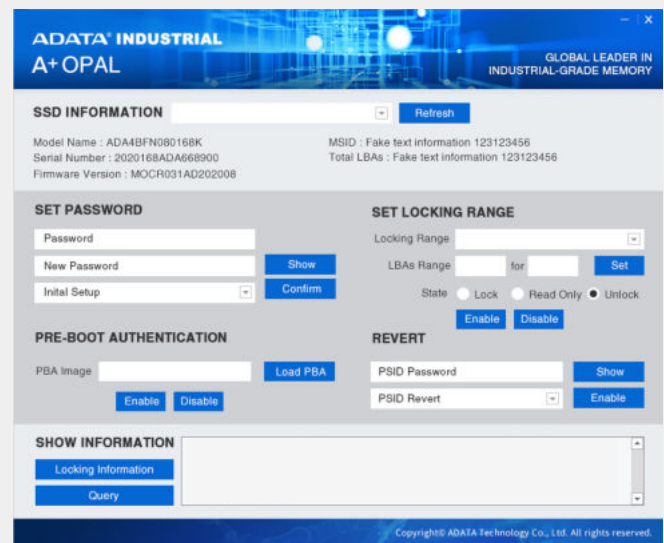 ADATA® INDUSTRIAL
A+ OPAL
GLOBAL LEADER IN
INDUSTRIAL-GRADE MEMORY
SSD INFORMATION
Refresh
Model Name : ADA4BFN080168K
Serial Number : 2020168ADA668900
Firmware Version : MOCR031AD202008
MSID : Fake text information 123123456
Total LBAs : Fake text information 123123456
SET PASSWORD
Password
New Password
Show
Inital Setup
Confirm
SET LOCKING RANGE
Locking Range
LBAs Range for Set
State Lock Read Only Unlock
Enable Disable
PRE-BOOT AUTHENTICATION
PBA Image Load PBA
Enable Disable
REVERT
PSID Password Show
PSID Revert Enable
SHOW INFORMATION
Locking Information
Query
Copyright© ADATA Technology Co., Ltd. All rights reserved.